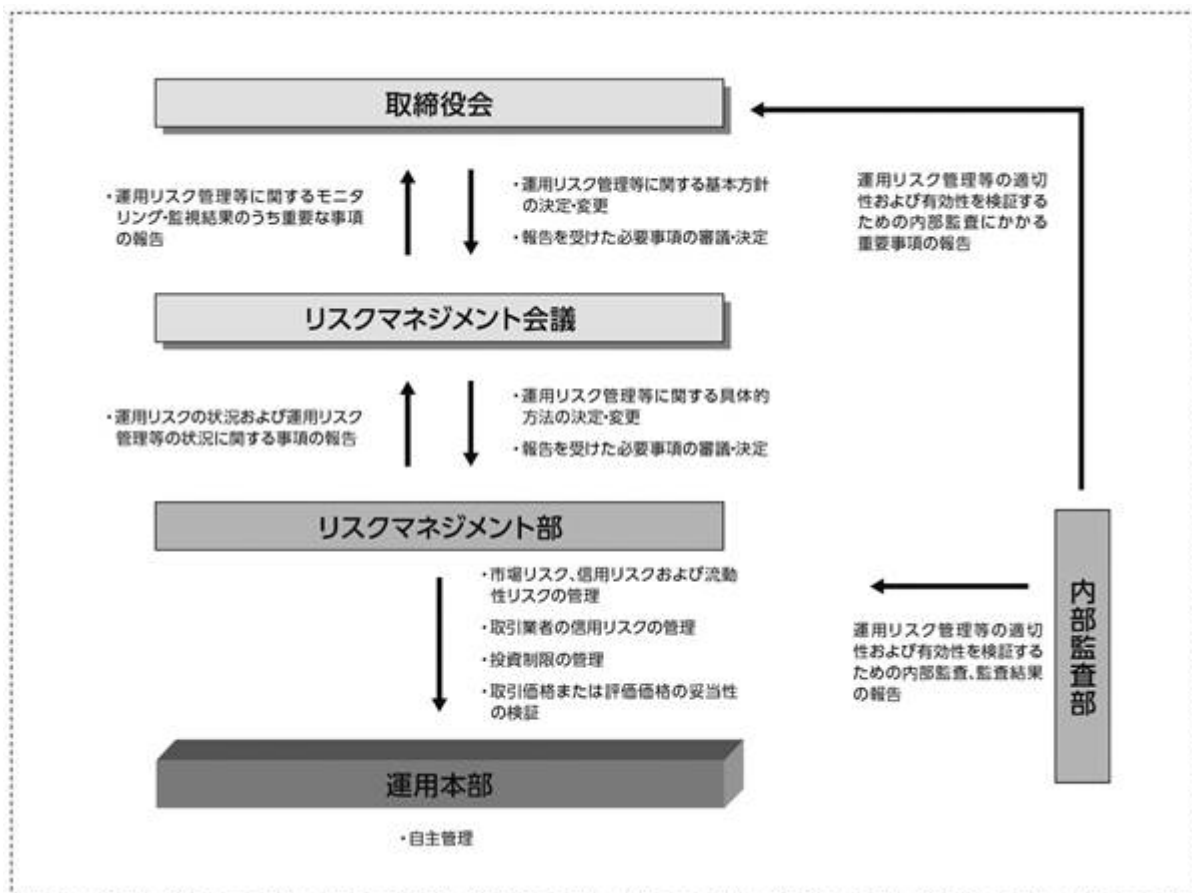 取締役会
・運用リスク管理等に関するモニタ
リング・監視結果のうち重要な事項
の報告
・運用リスク管理等に関する基本方針
の決定・変更
・報告を受けた必要事項の審議・決定
運用リスク管理等の適切
性および有効性を検証する
ための内部監査にかかる
重要事項の報告
リスクマネジメント会議
・運用リスクの状況および運用リスク
管理等の状況に関する事項の報告
・運用リスク管理等に関する具体的
方法の決定・変更
・報告を受けた必要事項の審議・決定
リスクマネジメント部
・市場リスク、信用リスクおよび流動
性リスクの管理
・取引業者の信用リスクの管理
・投資制限の管理
・取引価格または評価価格の妥当性
の検証
運用リスク管理等の適切
性および有効性を検証する
ための内部監査、監査結果
の報告
内部監査部
運用本部
・自主管理